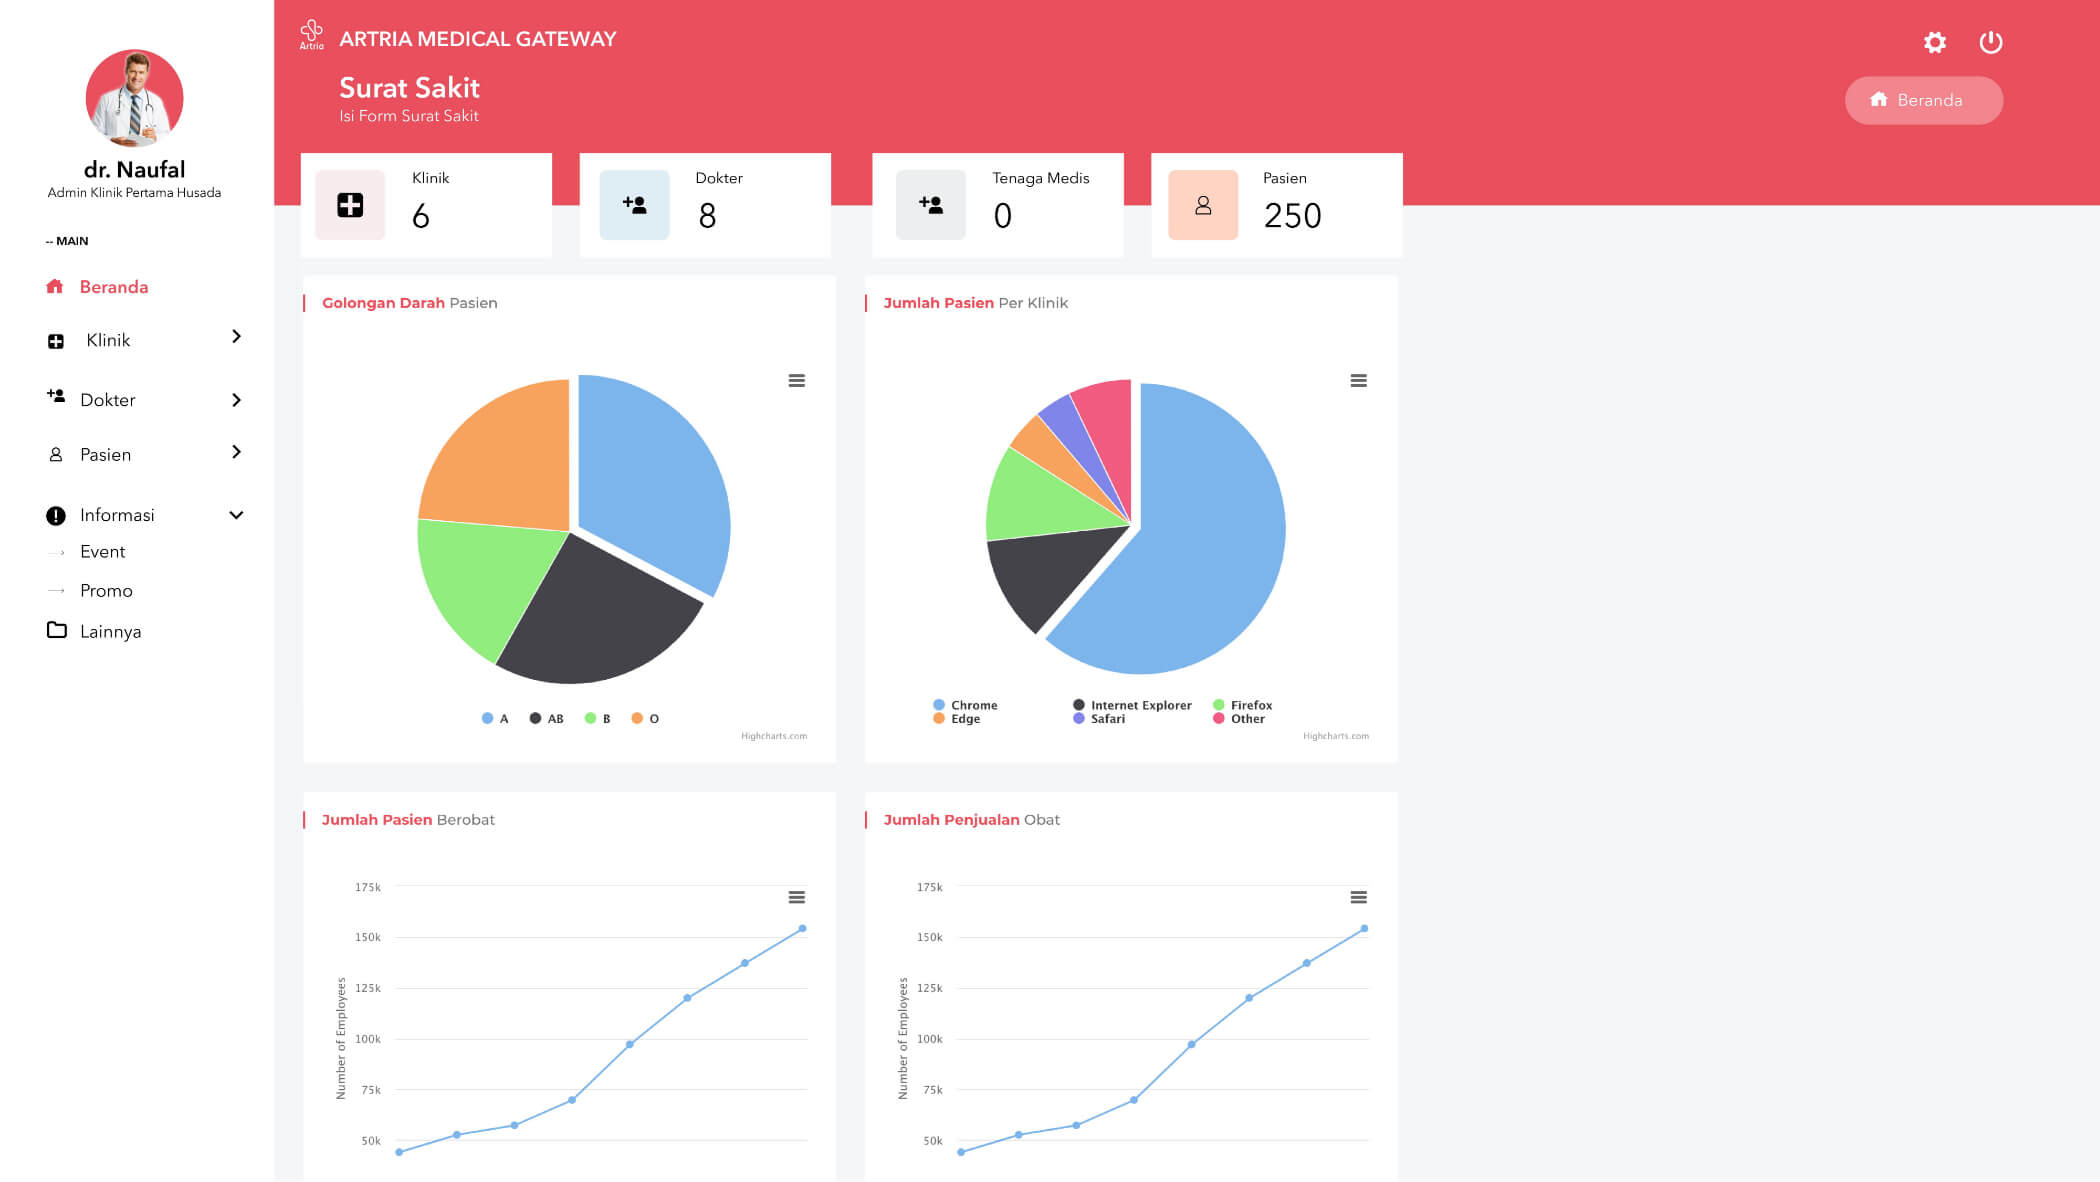 dr. Naufal
Admin Klinik Pertama Husada
-- MAIN
Beranda
Klinik
Dokter
Pasien
Informasi
Event
Promo
Lainnya
Artria
ARTRIA MEDICAL GATEWAY
Surat Sakit
Isi Form Surat Sakit
Beranda
Klinik
6
Dokter
8
Tenaga Medis
0
Pasien
250
Golongan Darah Pasien
A AB B O
Highcharts.com
Jumlah Pasien Per Klinik
Chrome Internet Explorer Firefox
Edge Safari Other
Highcharts.com
Jumlah Pasien Berobat
Number of Employees
175k
150k
125k
100k
75k
50k
Jumlah Penjualan Obat
Number of Employees
175k
150k
125k
100k
75k
50k